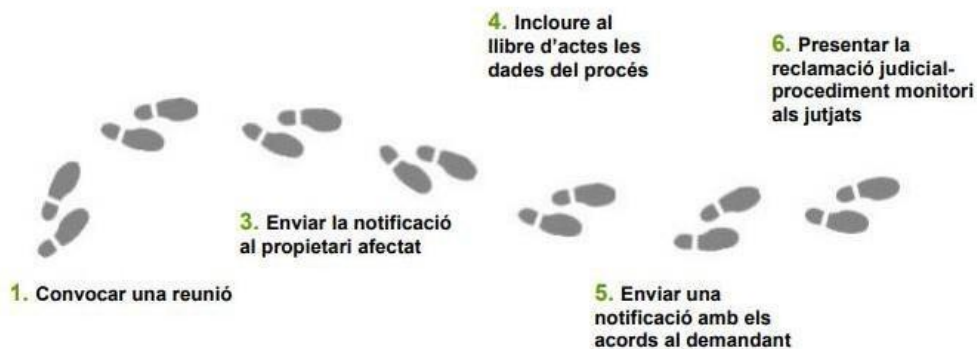 1. Convocar una reunió
3. Enviar la notificació
al propietari afectat
4. Incloure al
llibre d'actes les
dades del procés
5. Enviar una
notificació amb els
acords al demandant
6. Presentar la
reclamació judicial-
procediment monitori
als jutjats